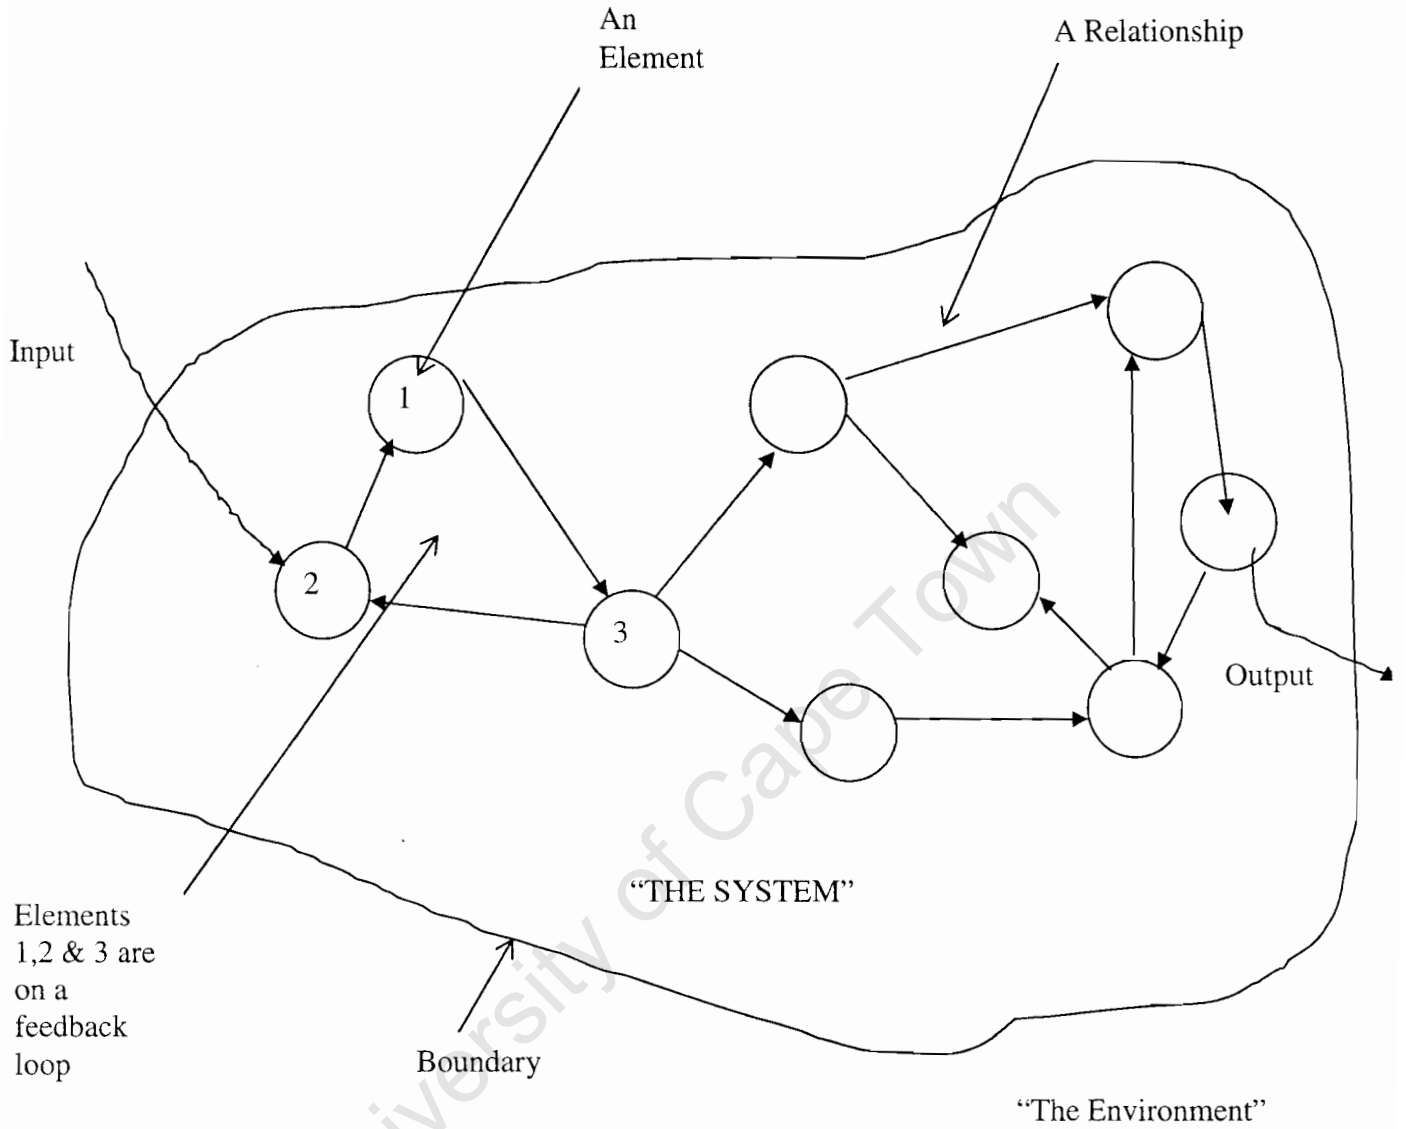 An
Element
A Relationship
Input
1
2
3
Output
"THE SYSTEM"
Elements
1,2 & 3 are
on a
feedback
loop
Boundary
"The Environment"
University of Cape Town